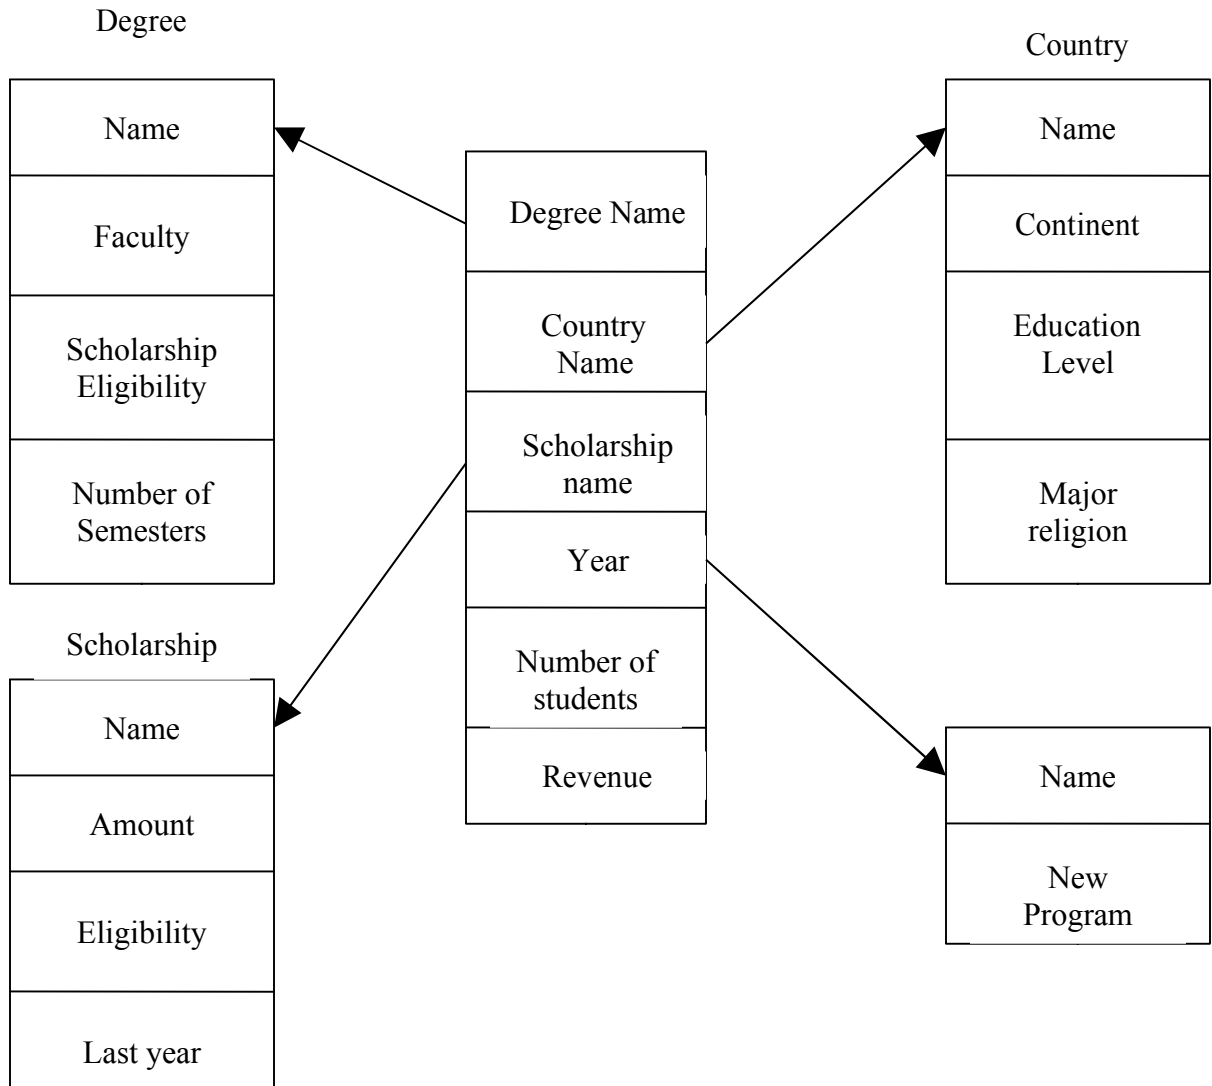 Degree
Name
Faculty
Scholarship
Eligibility
Number of
Semesters
Scholarship
Name
Amount
Eligibility
Last year
Degree Name
Country
Name
Scholarship
name
Year
Number of
students
Revenue
Country
Name
Continent
Education
Level
Major
religion
Name
New
Program